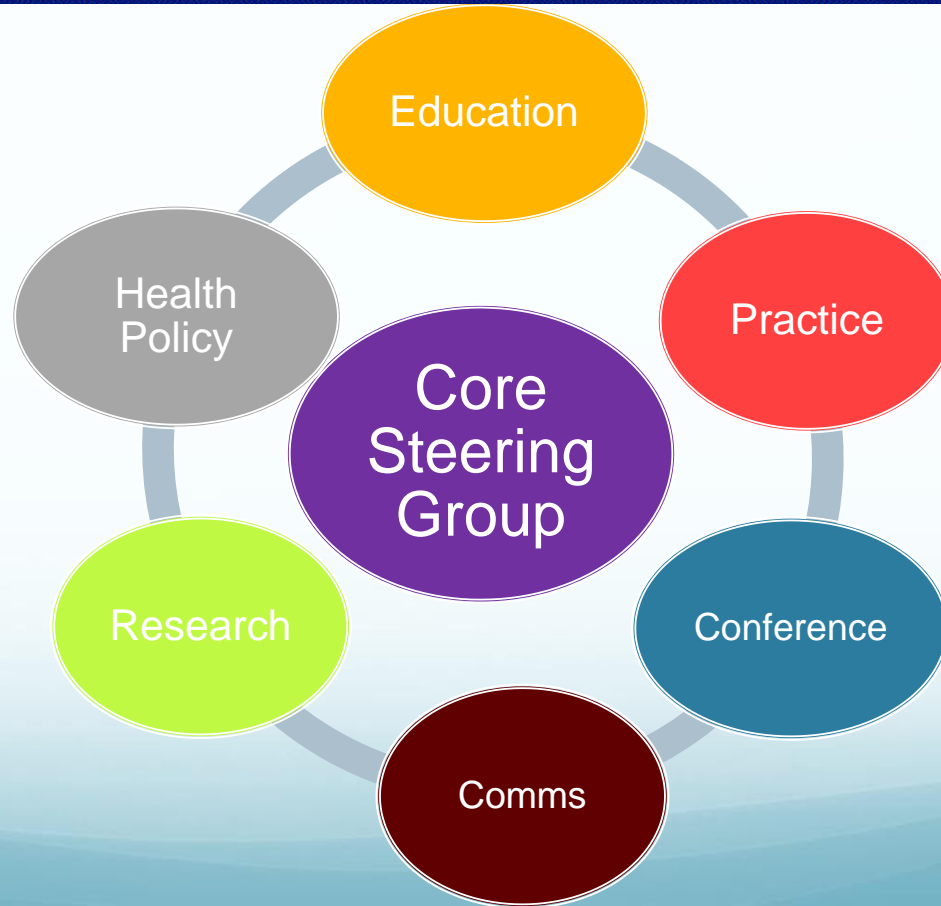 Education
Health
Policy
Practice
Core
Steering
Group
Research
Conference
Comms